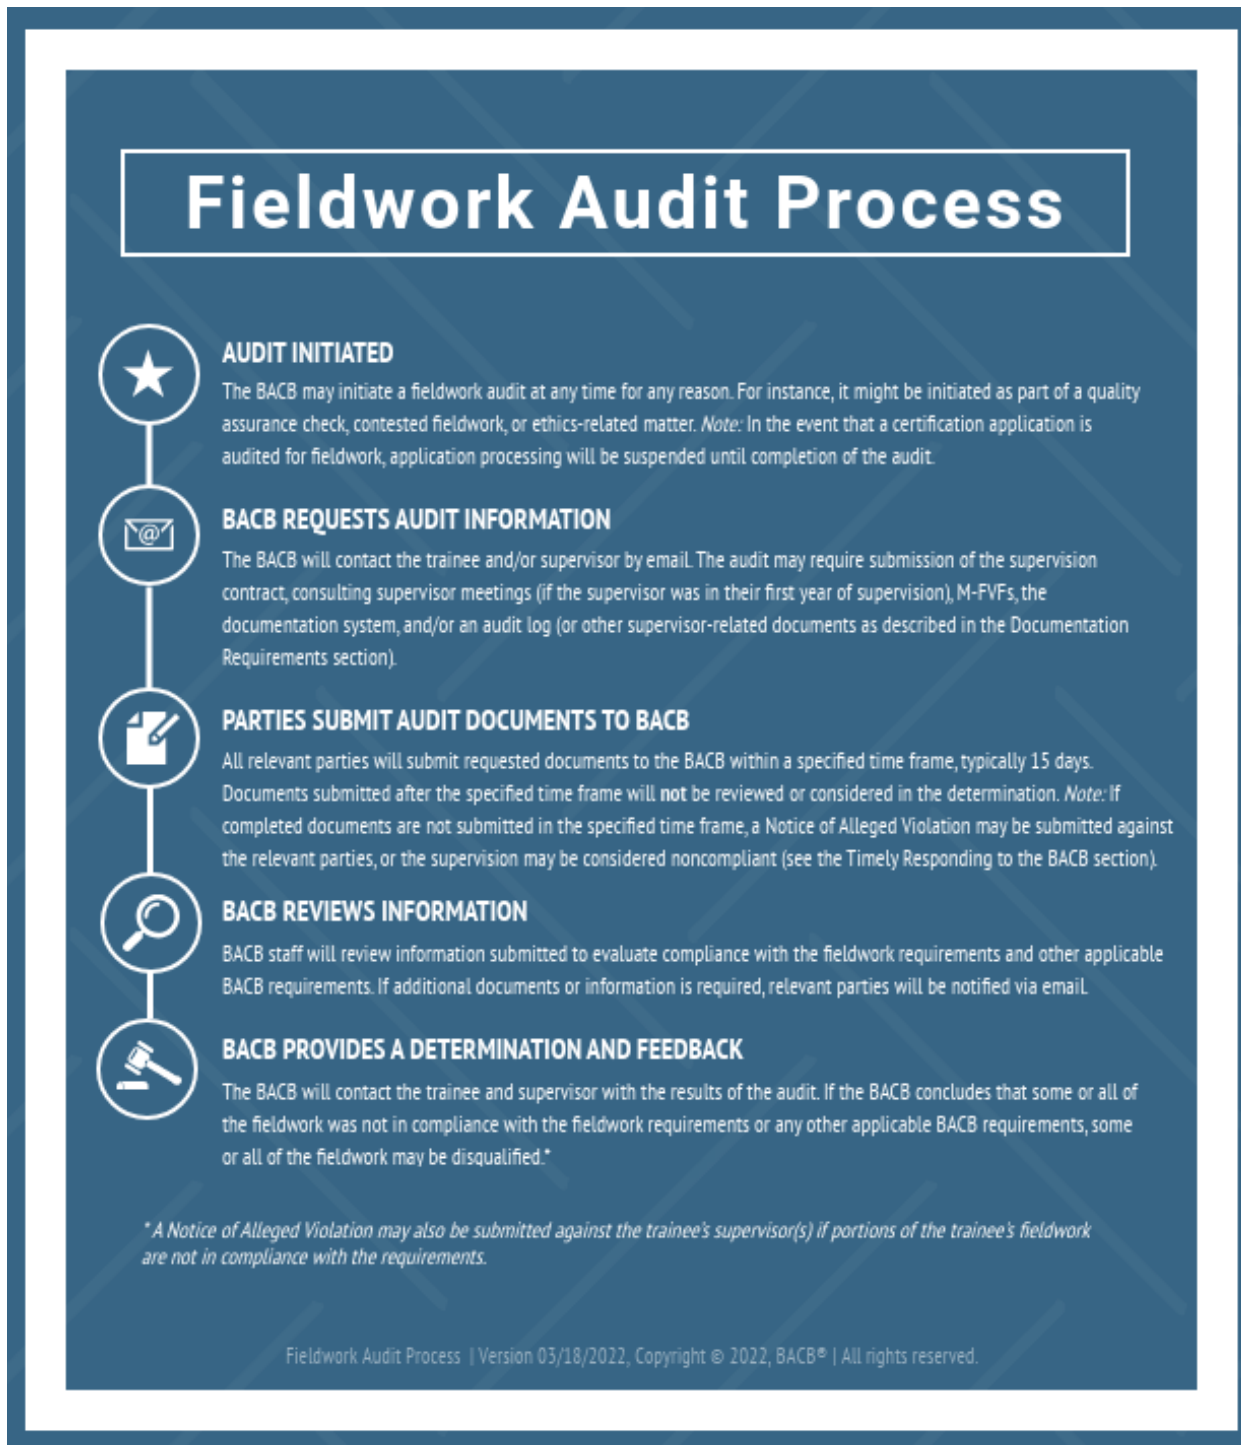 Fieldwork Audit Process
AUDIT INITIATED
The BACB may initiate a fieldwork audit at any time for any reason. For instance, it might be initiated as part of a quality
assurance check, contested fieldwork, or ethics-related matter. Note: In the event that a certification application is
audited for fieldwork, application processing will be suspended until completion of the audit.
@
BACB REQUESTS AUDIT INFORMATION
The BACB will contact the trainee and/or supervisor by email. The audit may require submission of the supervision
contract, consulting supervisor meetings (if the supervisor was in their first year of supervision), M-FVFs, the
documentation system, and/or an audit log (or other supervisor-related documents as described in the Documentation
Requirements section).
PARTIES SUBMIT AUDIT DOCUMENTS TO BACB
All relevant parties will submit requested documents to the BACB within a specified time frame, typically 15 days.
Documents submitted after the specified time frame will not be reviewed or considered in the determination. Note: If
completed documents are not submitted in the specified time frame, a Notice of Alleged Violation may be submitted against
the relevant parties, or the supervision may be considered noncompliant (see the Timely Responding to the BACB section).
BACB REVIEWS INFORMATION
BACB staff will review information submitted to evaluate compliance with the fieldwork requirements and other applicable
BACB requirements. If additional documents or information is required, relevant parties will be notified via email.
BACB PROVIDES A DETERMINATION AND FEEDBACK
The BACB will contact the trainee and supervisor with the results of the audit. If the BACB concludes that some or all of
the fieldwork was not in compliance with the fieldwork requirements or any other applicable BACB requirements, some
or all of the fieldwork may be disqualified.*
* A Notice of Alleged Violation may also be submitted against the trainee's supervisor(s) if portions of the trainee's fieldwork
are not in compliance with the requirements.
Fieldwork Audit Process | Version 03/18/2022, Copyright © 2022, BACB® | All rights reserved.